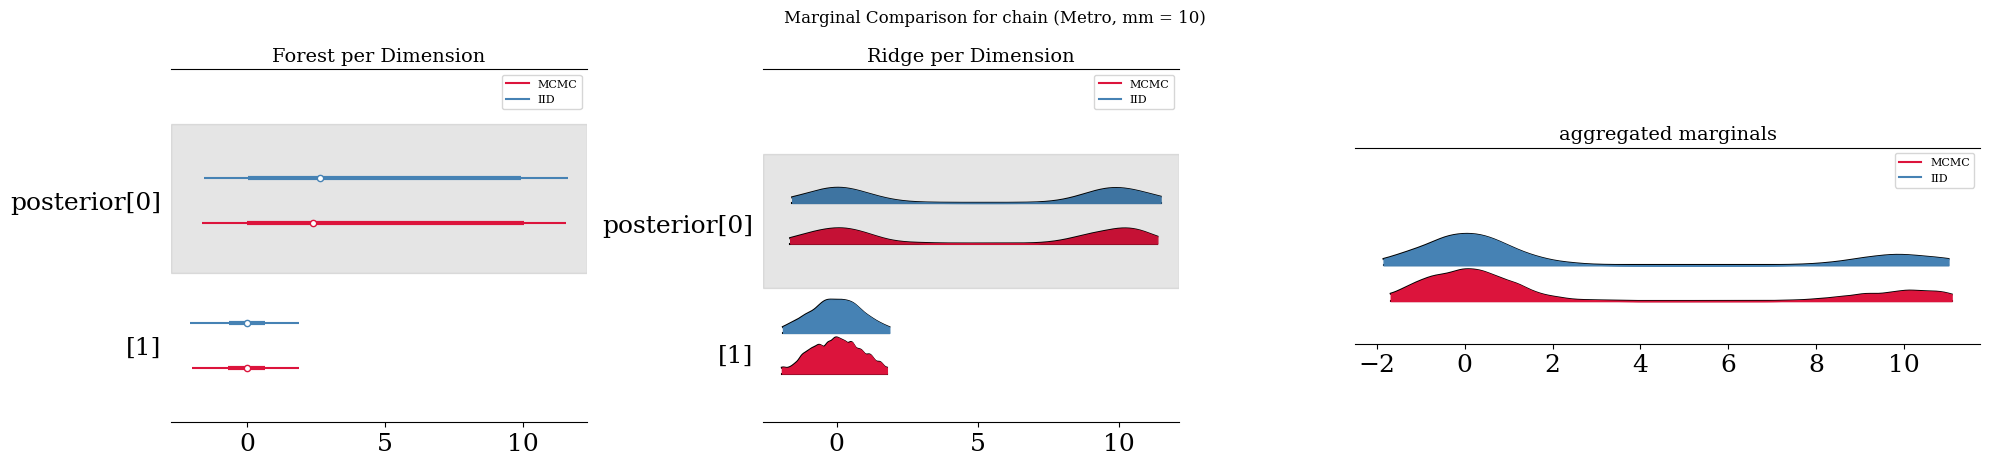 Marginal Comparison for chain (Metro, mm = 10)
Forest per Dimension
MCMC
IID
posterior[0]
[1]
0 5 10
Ridge per Dimension
MCMC
IID
posterior[0]
[1]
0 5 10
aggregated marginals
MCMC
IID
−2 0 2 4 6 8 10